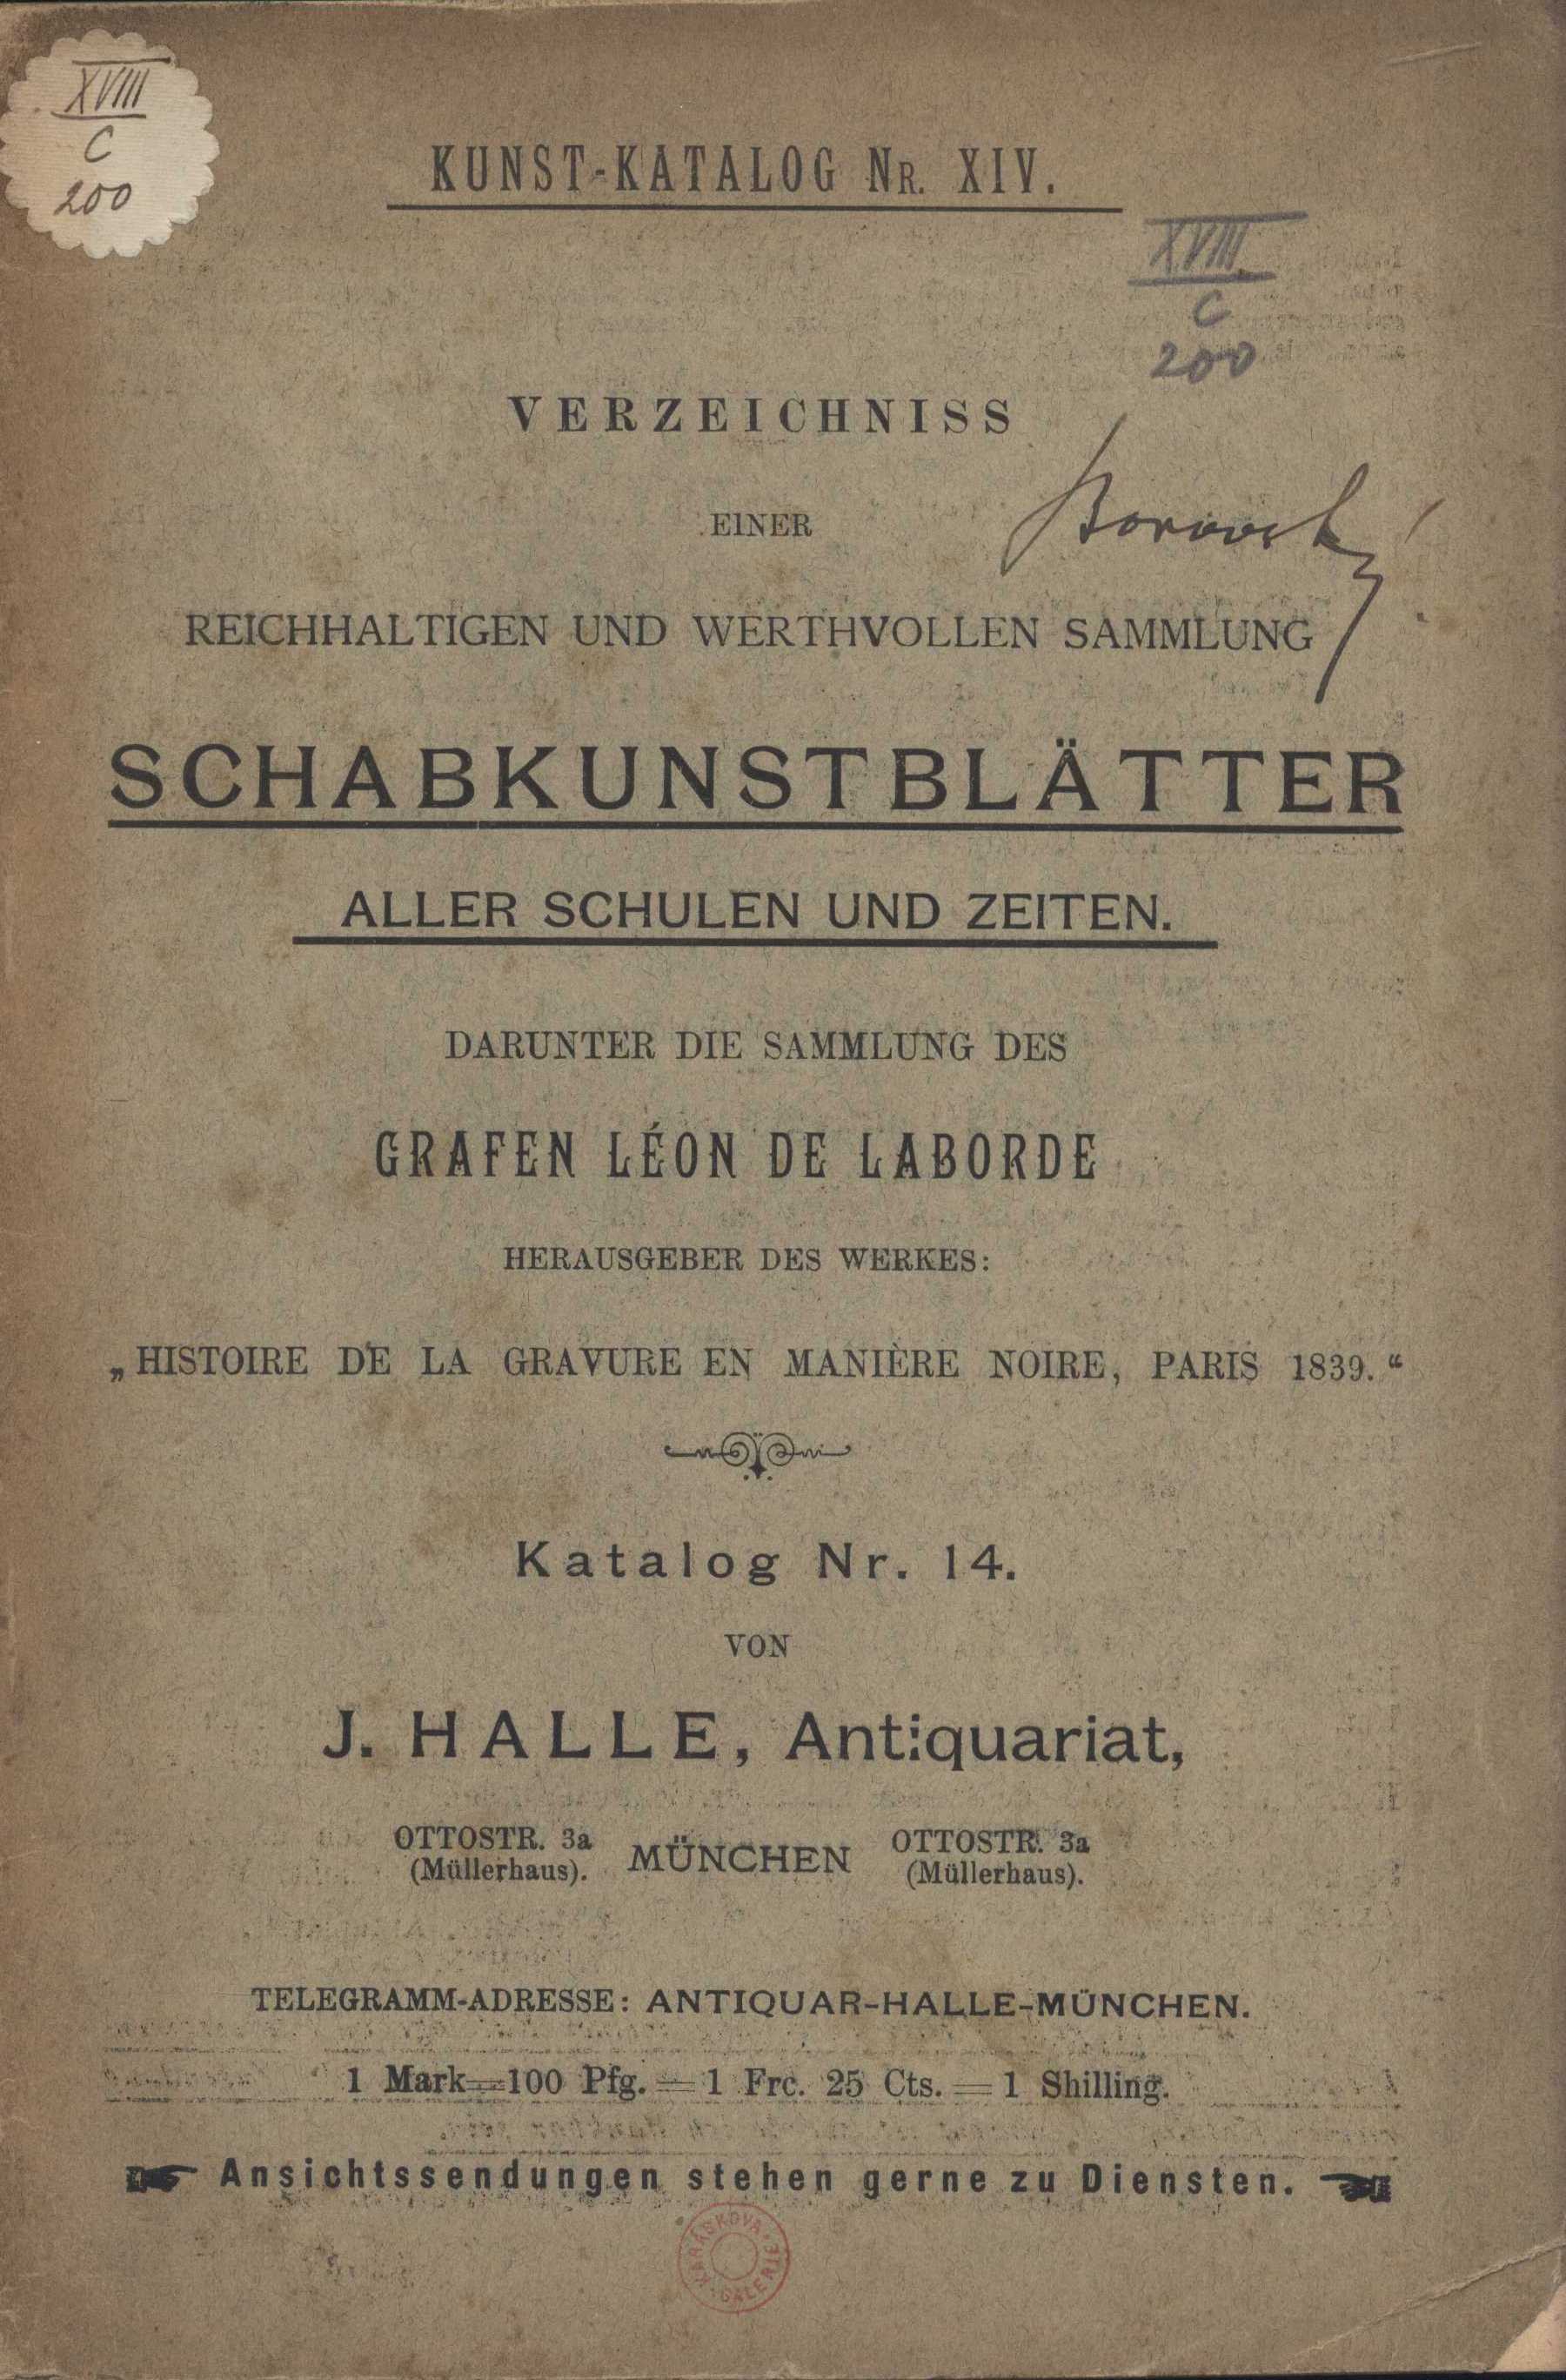 XVIII
C
200
KUNST-KATALOG NR. XIV.
XVIII
C
200
VERZEICHNISS
EINER
REICHHALTIGEN UND WERTHVOLLEN SAMMLUNG
SCHABKUNSTBLÄTTER
ALLER SCHULEN UND ZEITEN.
DARUNTER DIE SAMMLUNG DES
GRAFEN LÉON DE LABORDE
HERAUSGEBER DES WERKES:
„HISTOIRE DE LA GRAVURE EN MANIÈRE NOIRE, PARIS 1839.“
Katalog Nr. 14.
VON
J. HALLE, Antiquariat,
OTTOSTR. 3a
(Müllerhaus).
MÜNCHEN
OTTOSTR. 3a
(Müllerhaus).
TELEGRAMM-ADRESSE: ANTIQUAR-HALLE-MÜNCHEN.
1 Mark=100 Pfg. = 1 Frc. 25 Cts. = 1 Shilling.
Ansichtssendungen stehen gerne zu Diensten.
KARÁSKOVA GALERIE